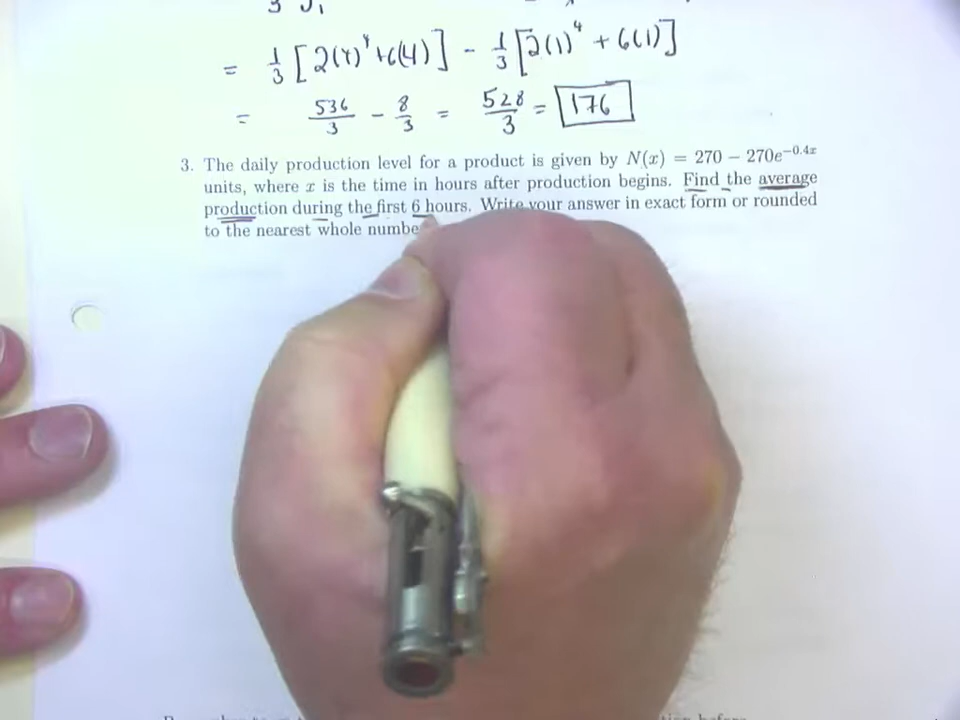 = 1/3 [2(4)^4 + 6(4)] - 1/3 [2(1)^4 + 6(1)]
= 536/3 - 8/3 = 528/3 = 176
3. The daily production level for a product is given by N(x) = 270 − 270e^{−0.4x}
units, where x is the time in hours after production begins. Find the average
production during the first 6 hours. Write your answer in exact form or rounded
to the nearest whole